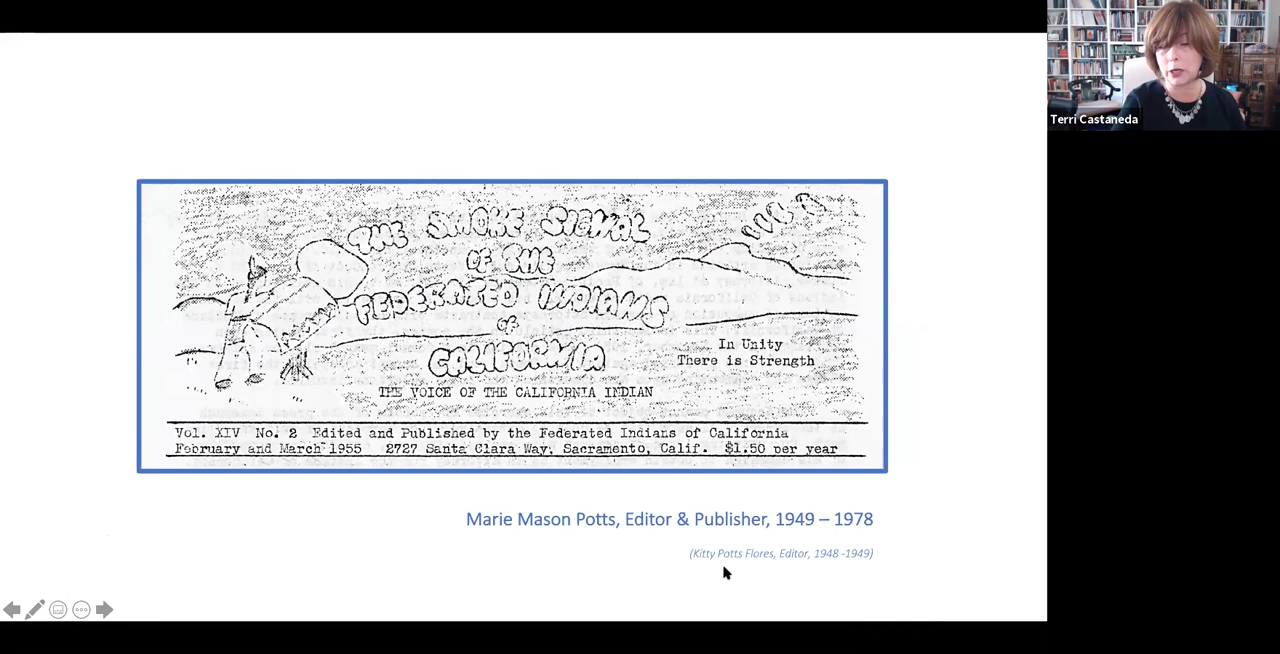 Terri Castaneda
THE SMOKE SIGNAL
OF THE
FEDERATED INDIANS
OF
CALIFORNIA
In Unity
There is Strength
THE VOICE OF THE CALIFORNIA INDIAN
Vol. XIV No. 2 Edited and Published by the Federated Indians of California
February and March 1955 2727 Santa Clara Way, Sacramento, Calif. $1.50 per year
Marie Mason Potts, Editor & Publisher, 1949 – 1978
(Kitty Potts Flores, Editor, 1948 -1949)